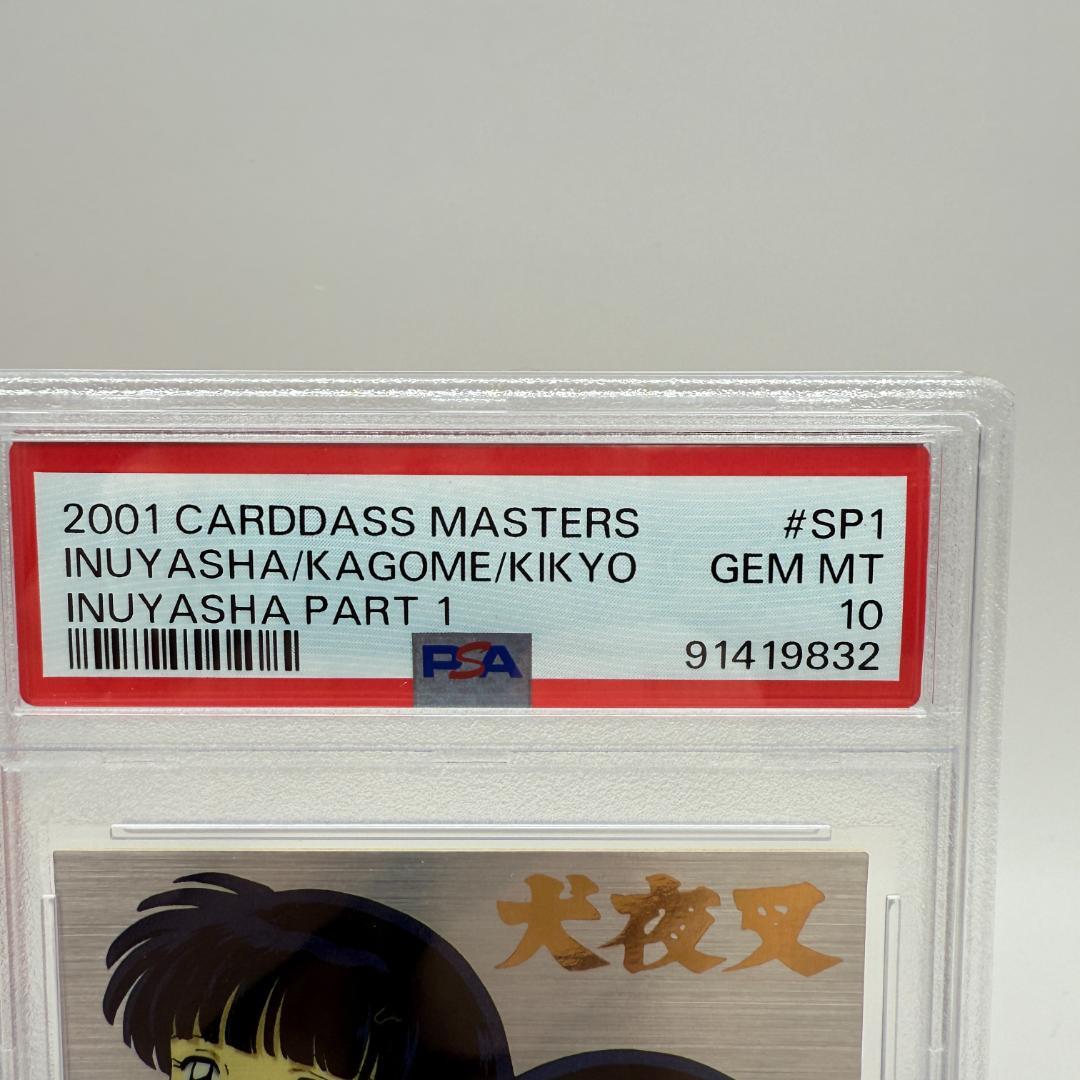 2001 CARDDASS MASTERS #SP1
INUYASHA/KAGOME/KIKYO GEM MT
INUYASHA PART 1 10
PSA 91419832
犬夜叉